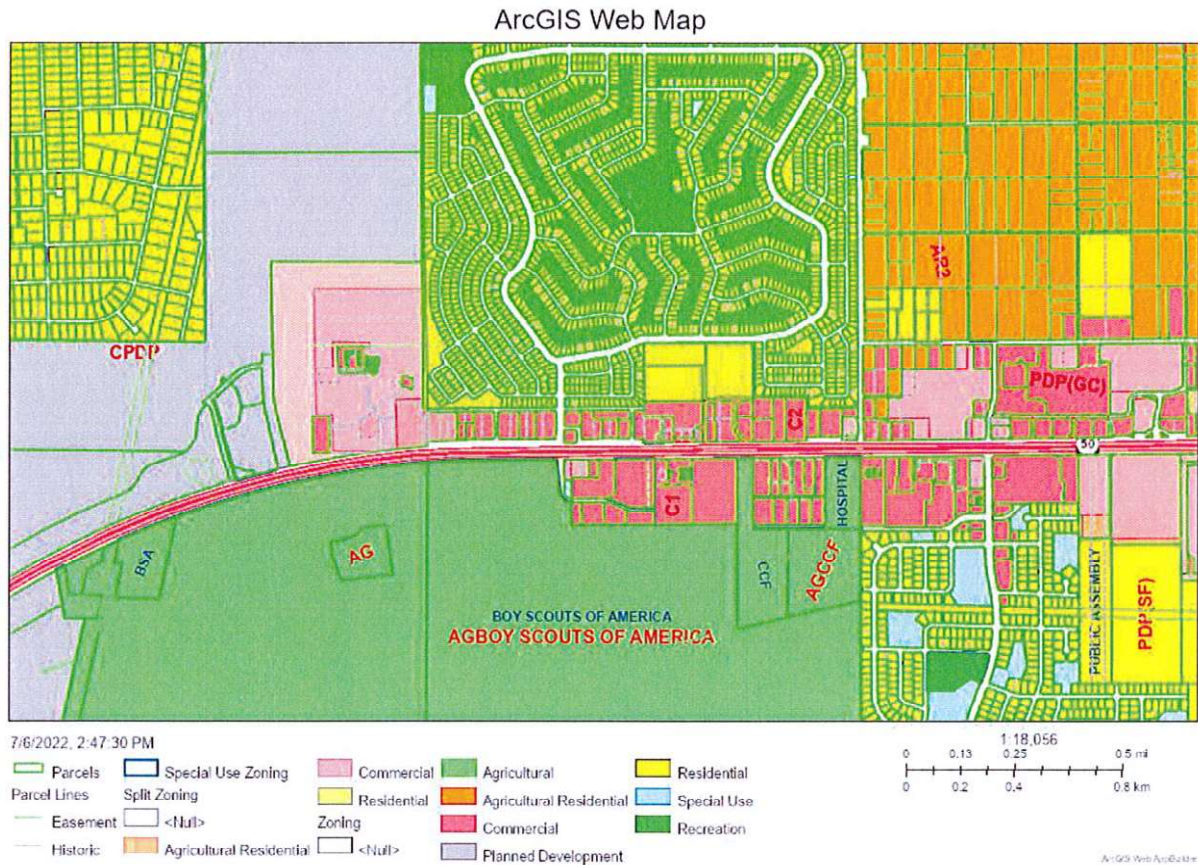 ArcGIS Web Map
AR2
CPDP
PDP(GC)
C2
50
HOSPITAL
C1
BSA
AG
CCF
AGCCF
PUBLIC ASSEMBLY
PDP(SF)
BOY SCOUTS OF AMERICA
AGBOY SCOUTS OF AMERICA
7/6/2022, 2:47:30 PM
1:18,056
0 0.13 0.25 0.5 mi
0 0.2 0.4 0.8 km
Parcels
Parcel Lines
Easement
Historic
Special Use Zoning
Split Zoning
<Null>
Agricultural Residential
Commercial
Residential
Zoning
<Null>
Agricultural
Agricultural Residential
Commercial
Planned Development
Residential
Special Use
Recreation
ArcGIS Web AppBuilder